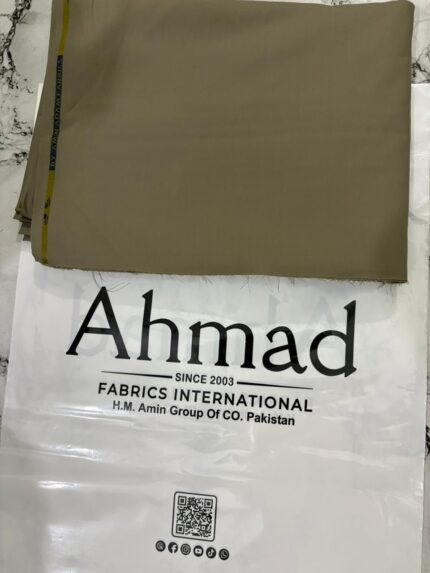 Ahmad
SINCE 2003
FABRICS INTERNATIONAL
H.M. Amin Group Of CO. Pakistan